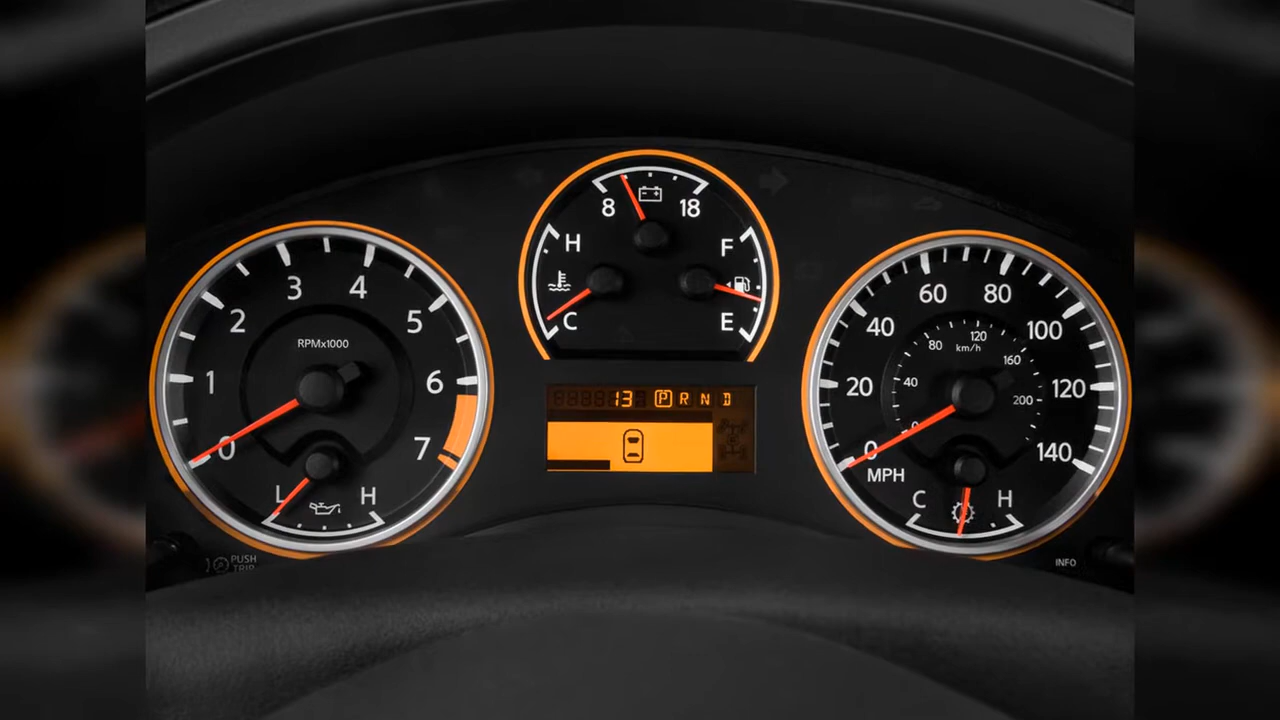 8 18
H F
C E
0 1 2 3 4 5 6 7
RPMx1000
L H
PUSH
TRIP
13 P R N D
0 20 40 60 80 100 120 140
MPH
0 40 80 120 160 200
km/h
C H
INFO